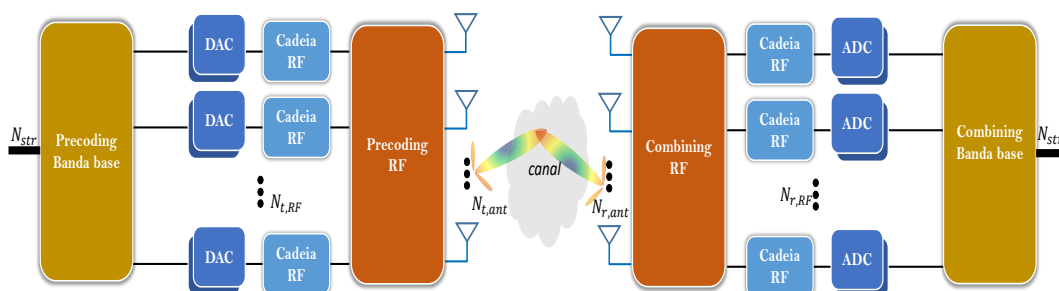 N_str
Precoding
Banda base
DAC
Cadeia
RF
DAC
Cadeia
RF
N_t,RF
DAC
Cadeia
RF
Precoding
RF
N_t,ant
canal
N_r,ant
Combining
RF
Cadeia
RF
ADC
Cadeia
RF
ADC
N_r,RF
Cadeia
RF
ADC
Combining
Banda base
N_str